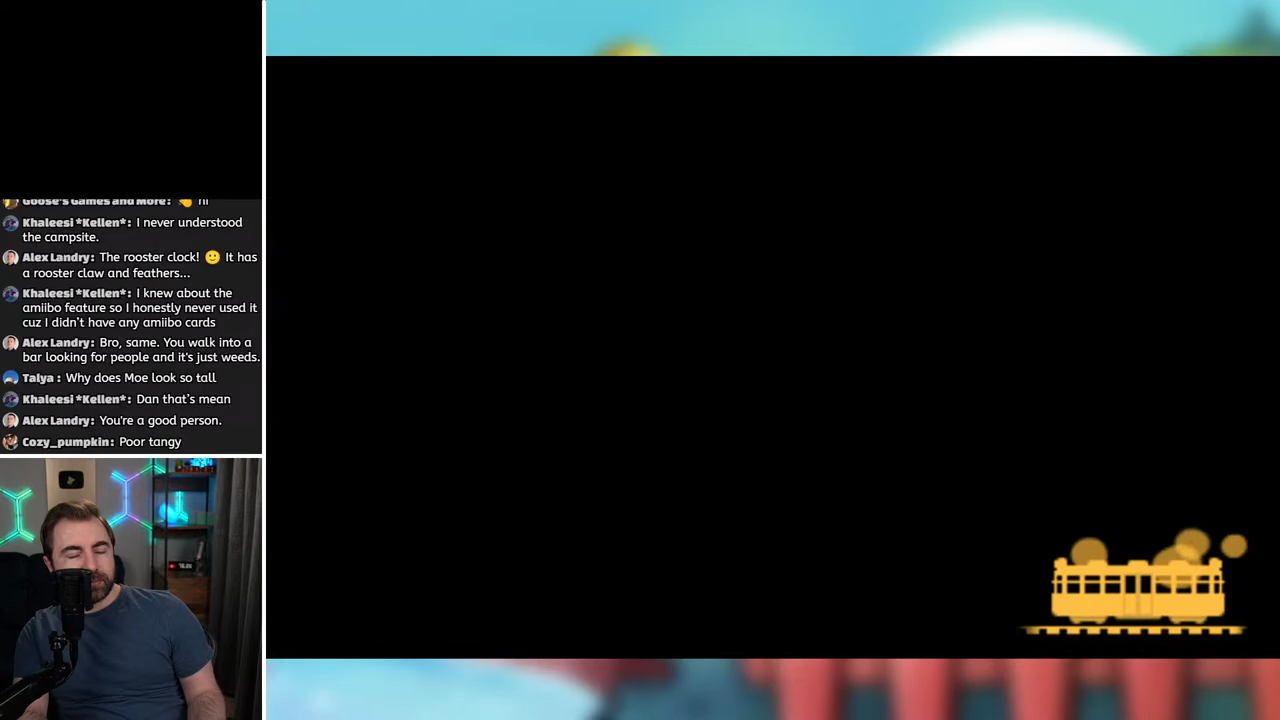 Goose's Games and More: hi
Khaleesi *Kellen*: I never understood
the campsite.
Alex Landry: The rooster clock! 🙂 It has
a rooster claw and feathers...
Khaleesi *Kellen*: I knew about the
amiibo feature so I honestly never used it
cuz I didn't have any amiibo cards
Alex Landry: Bro, same. You walk into a
bar looking for people and it's just weeds.
Talya : Why does Moe look so tall
Khaleesi *Kellen*: Dan that's mean
Alex Landry: You're a good person.
Cozy_pumpkin: Poor tangy